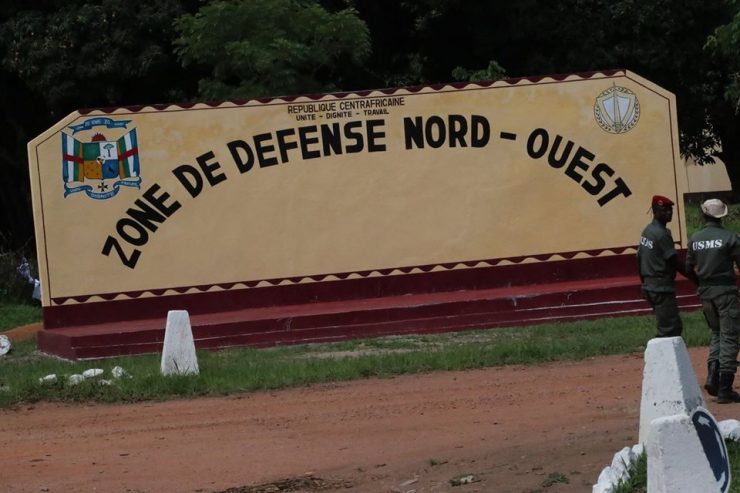 REPUBLIQUE CENTRAFRICAINE
UNITE - DIGNITE - TRAVAIL
ZONE DE DEFENSE NORD - OUEST
USMS